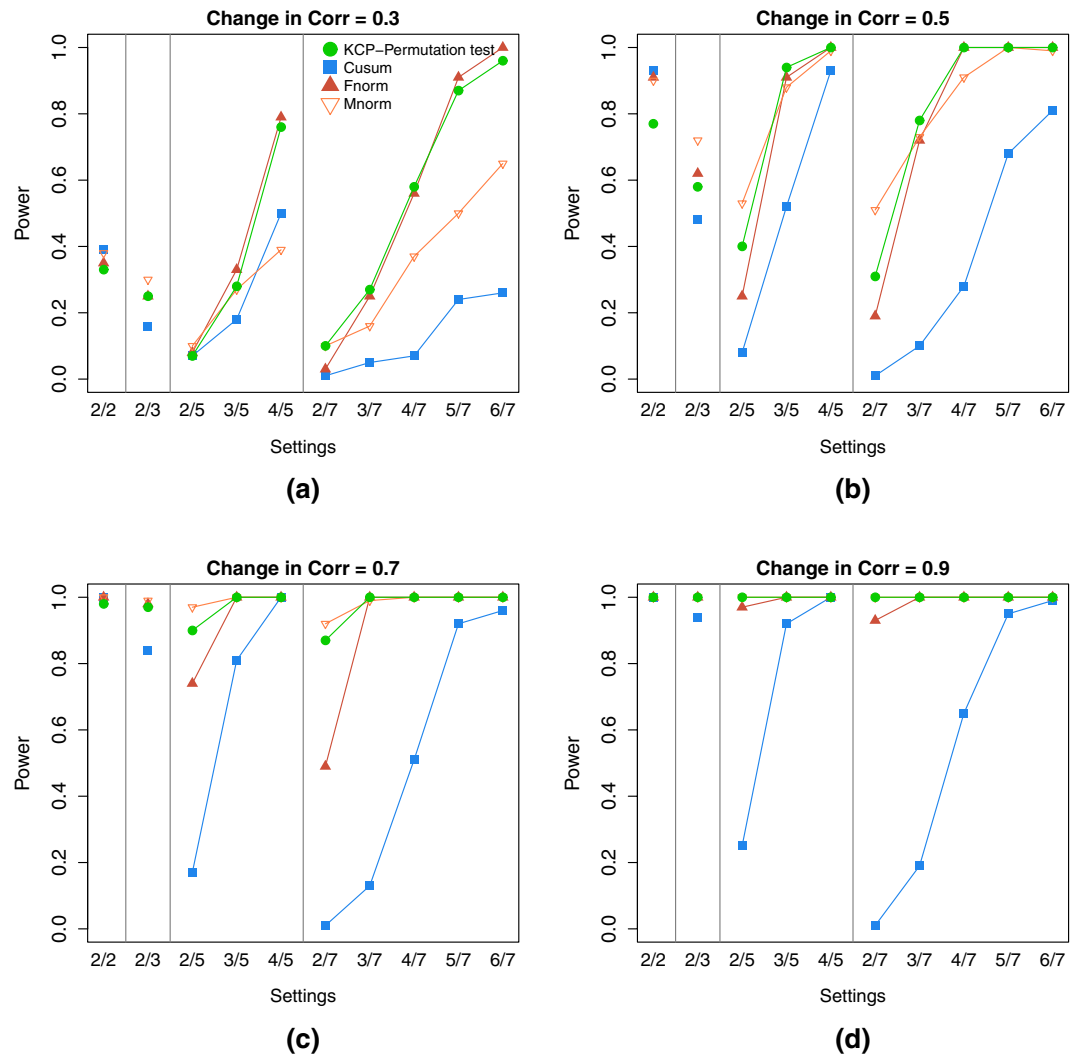 Change in Corr = 0.3
Change in Corr = 0.5
KCP−Permutation test
Cusum
Fnorm
Mnorm
Power
1.0
0.8
0.6
0.4
0.2
0.0
2/2 2/3 2/5 3/5 4/5 2/7 3/7 4/7 5/7 6/7
Settings
(a)
Power
1.0
0.8
0.6
0.4
0.2
0.0
2/2 2/3 2/5 3/5 4/5 2/7 3/7 4/7 5/7 6/7
Settings
(b)
Change in Corr = 0.7
Power
1.0
0.8
0.6
0.4
0.2
0.0
2/2 2/3 2/5 3/5 4/5 2/7 3/7 4/7 5/7 6/7
Settings
(c)
Change in Corr = 0.9
Power
1.0
0.8
0.6
0.4
0.2
0.0
2/2 2/3 2/5 3/5 4/5 2/7 3/7 4/7 5/7 6/7
Settings
(d)